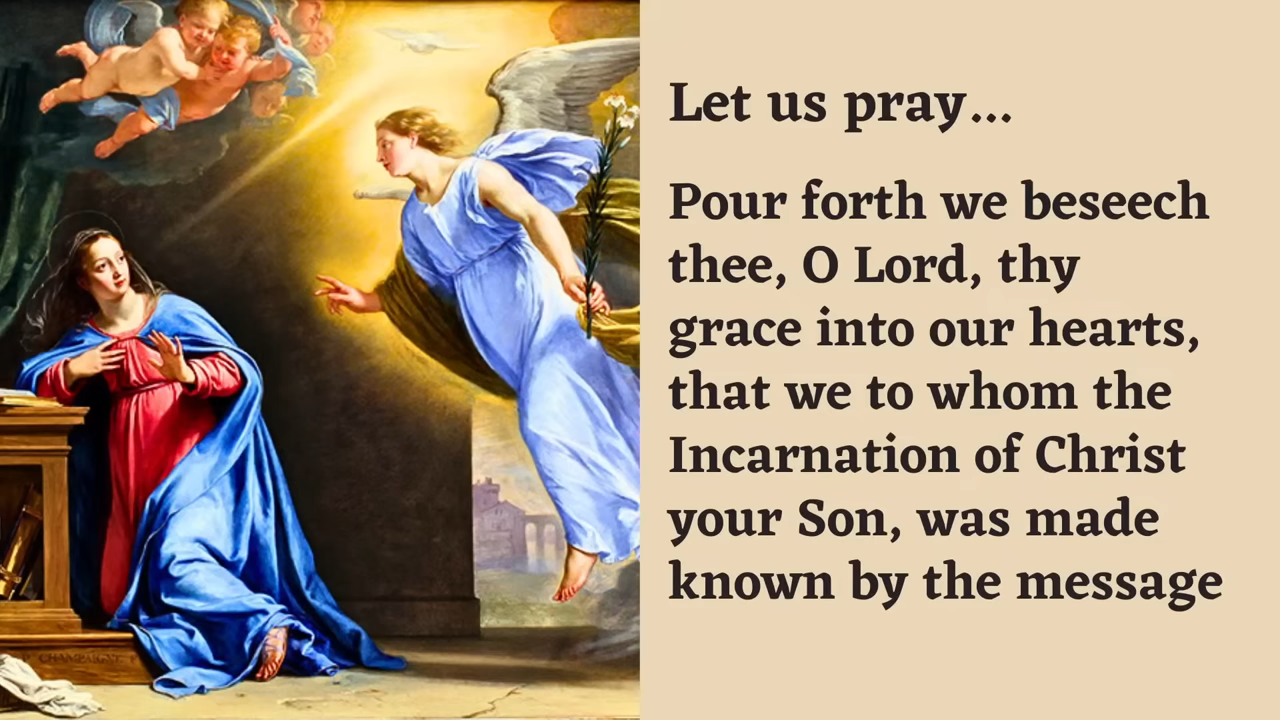 Let us pray...
Pour forth we beseech
thee, O Lord, thy
grace into our hearts,
that we to whom the
Incarnation of Christ
your Son, was made
known by the message
CHAMPAIGNE